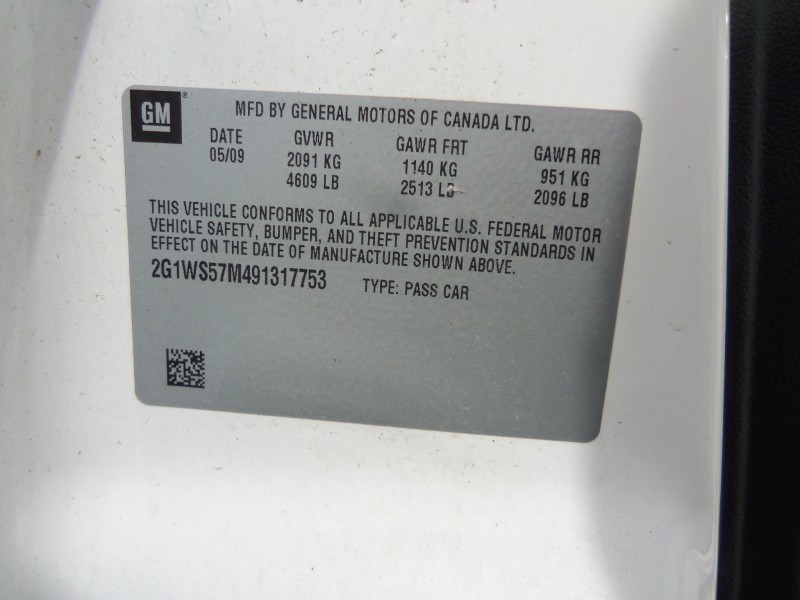 GM ®
MFD BY GENERAL MOTORS OF CANADA LTD.
DATE GVWR GAWR FRT GAWR RR
05/09 2091 KG 1140 KG 951 KG
4609 LB 2513 LB 2096 LB
THIS VEHICLE CONFORMS TO ALL APPLICABLE U.S. FEDERAL MOTOR
VEHICLE SAFETY, BUMPER, AND THEFT PREVENTION STANDARDS IN
EFFECT ON THE DATE OF MANUFACTURE SHOWN ABOVE.
2G1WS57M491317753 TYPE: PASS CAR